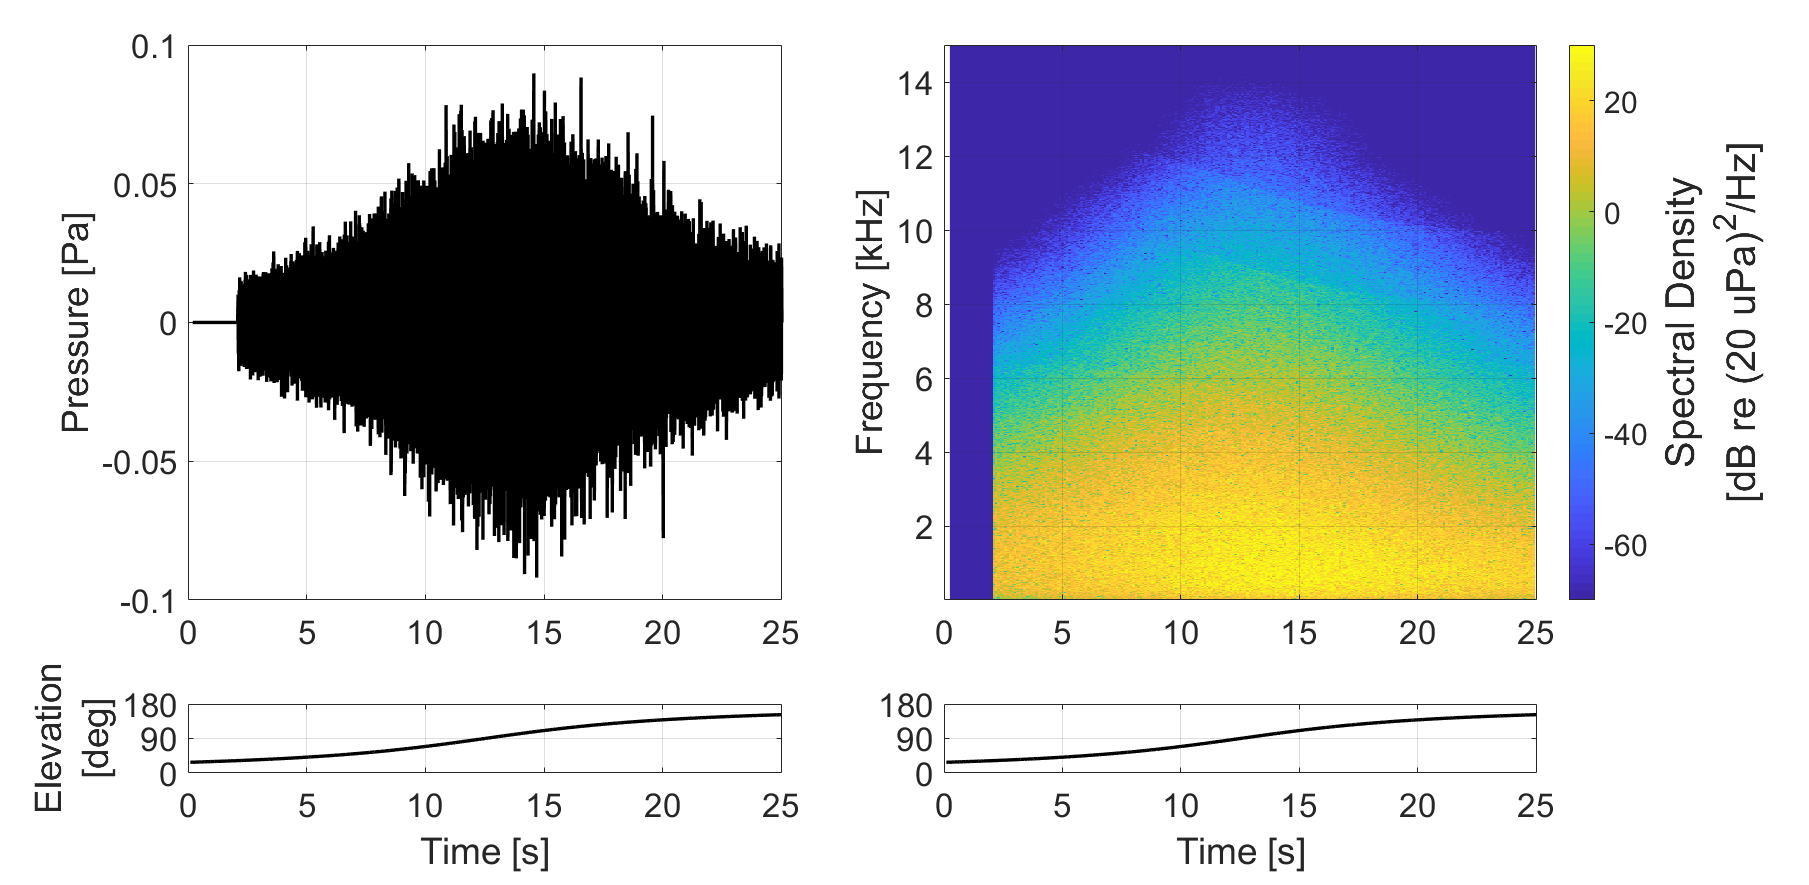 0.1
0.05
0
-0.05
-0.1
Pressure [Pa]
0 5 10 15 20 25
14
12
10
8
6
4
2
Frequency [kHz]
0 5 10 15 20 25
20
0
-20
-40
-60
Spectral Density
[dB re (20 uPa)²/Hz]
180
90
0
Elevation
[deg]
0 5 10 15 20 25
Time [s]
180
90
0
0 5 10 15 20 25
Time [s]